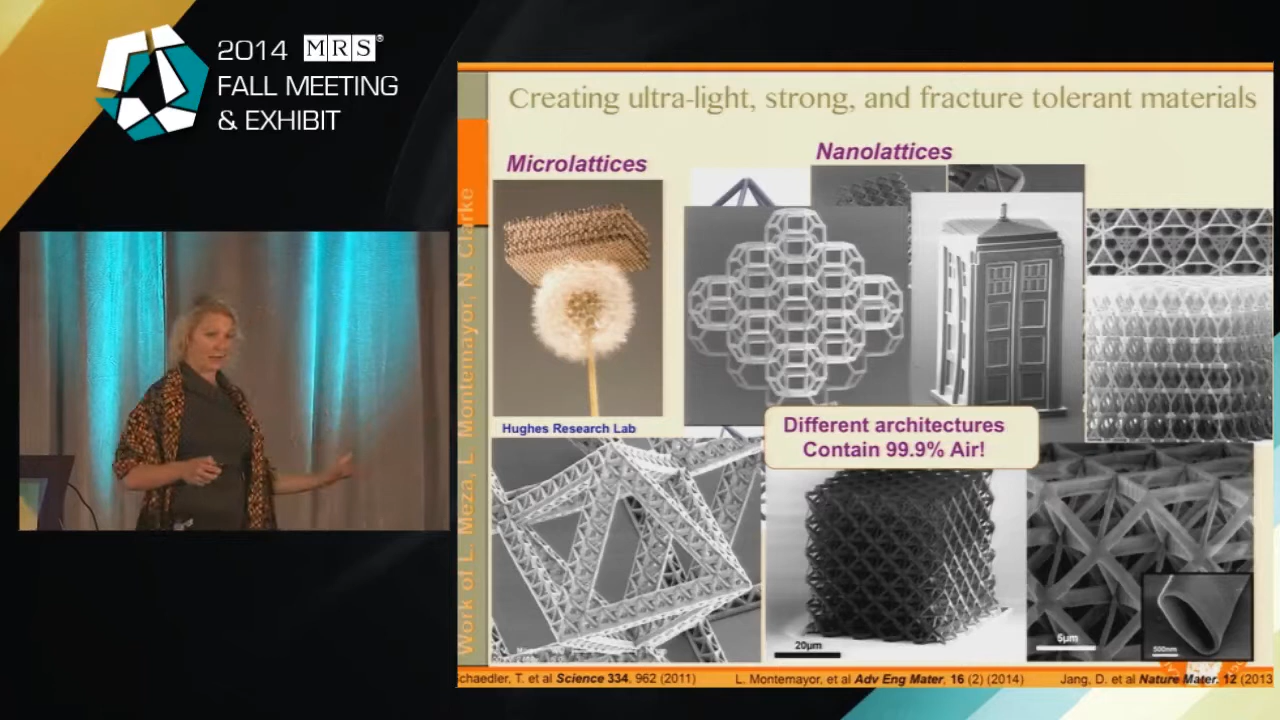 2014 MRS®
FALL MEETING
& EXHIBIT
Creating ultra-light, strong, and fracture tolerant materials
Microlattices
Nanolattices
Hughes Research Lab
Different architectures
Contain 99.9% Air!
Work of L. Meza, L. Montemayor, N. Clarke
20μm
5μm
500nm
chaedler, T. et al Science 334, 962 (2011)
L. Montemayor, et al Adv Eng Mater, 16 (2) (2014)
Jang, D. et al Nature Mater. 12 (2013